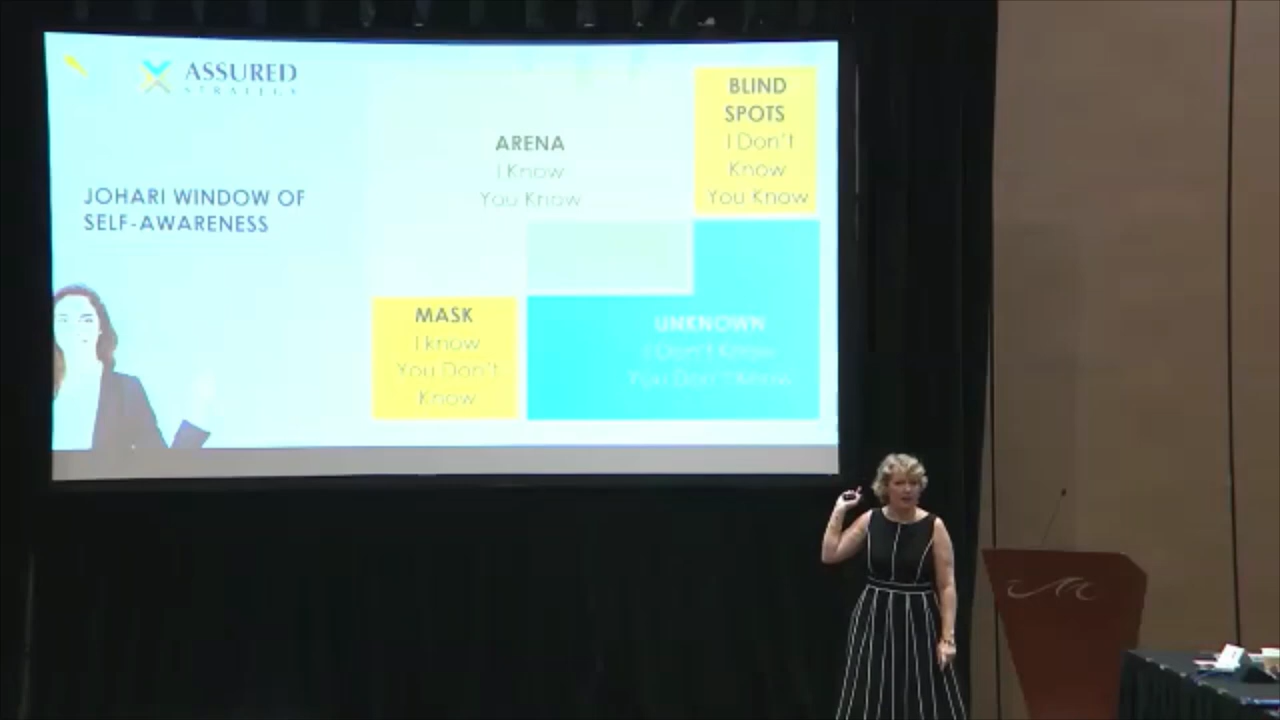 ASSURED
STRATEGY
JOHARI WINDOW OF
SELF-AWARENESS
ARENA
I Know
You Know
BLIND
SPOTS
I Don't
Know
You Know
MASK
I know
You Don't
Know
UNKNOWN
I Don't Know
You Don't Know